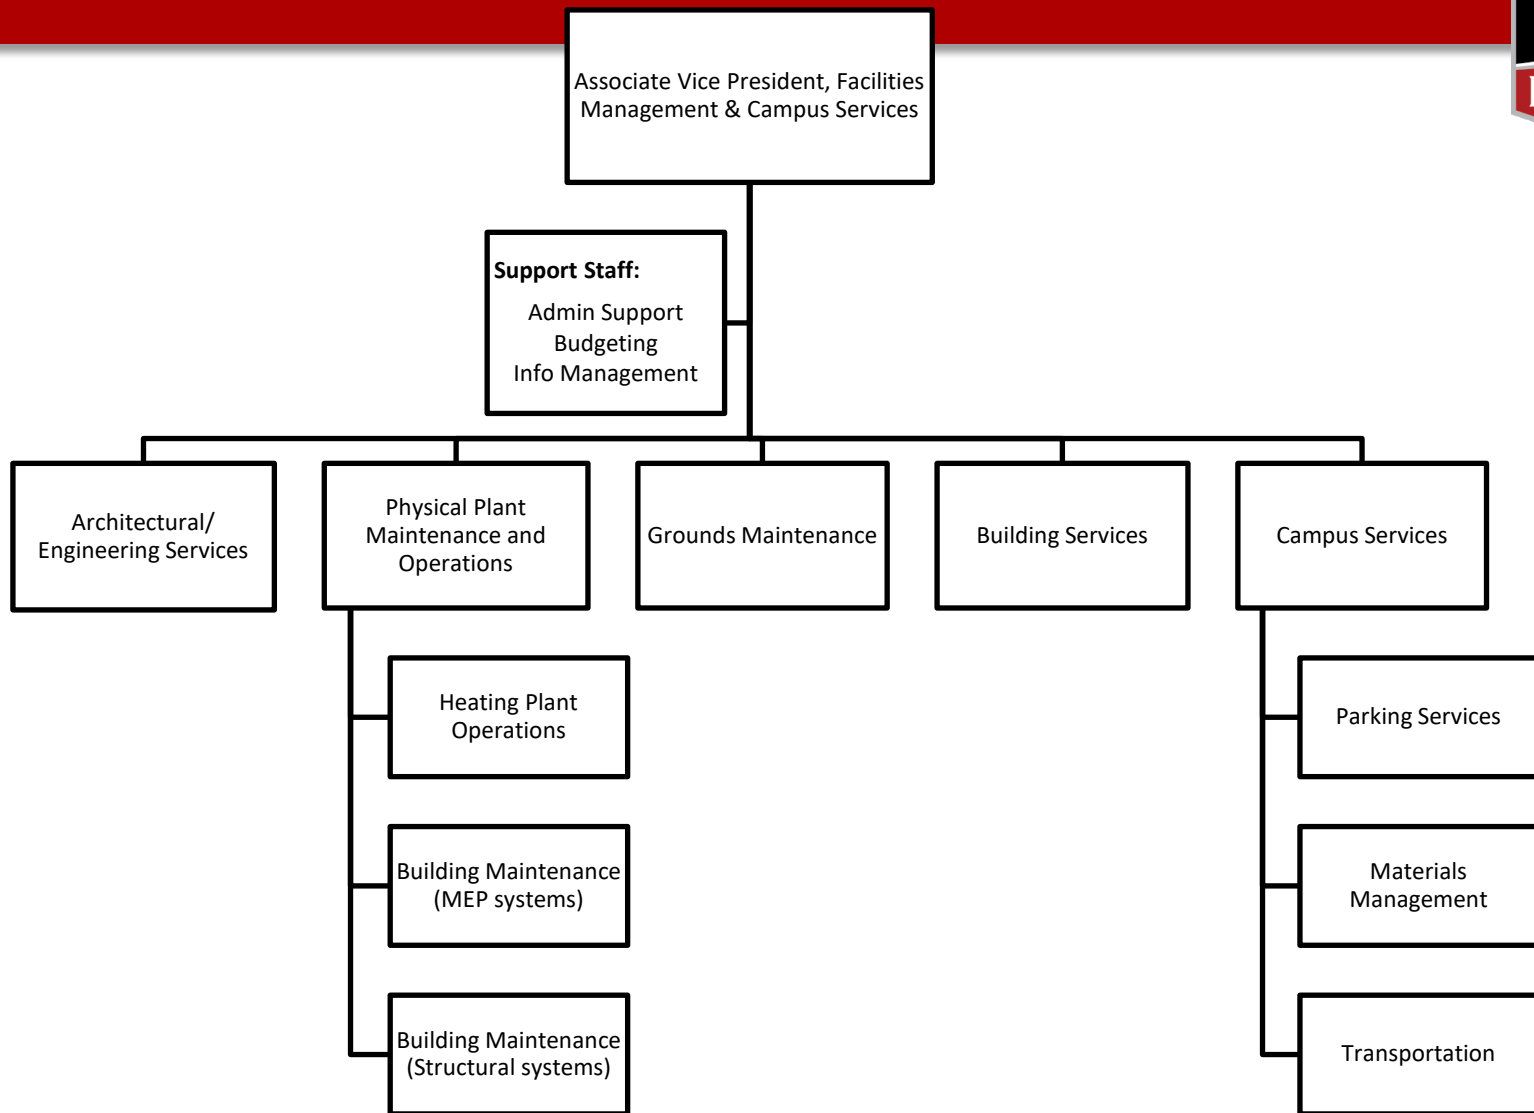 Associate Vice President, Facilities
Management & Campus Services
Support Staff:
Admin Support
Budgeting
Info Management
Architectural/
Engineering Services
Physical Plant
Maintenance and
Operations
Grounds Maintenance
Building Services
Campus Services
Heating Plant
Operations
Building Maintenance
(MEP systems)
Building Maintenance
(Structural systems)
Parking Services
Materials
Management
Transportation